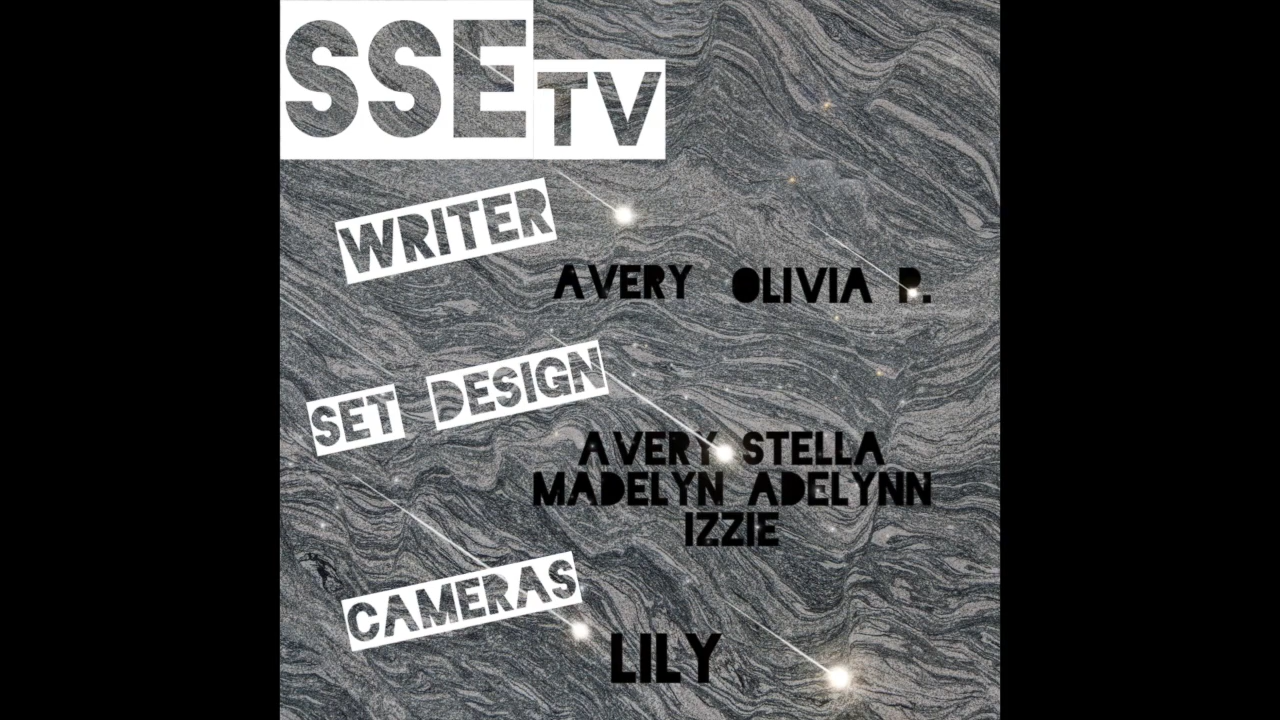 SSE TV
WRITER
AVERY OLIVIA P.
SET DESIGN
AVERY STELLA
MADELYN ADELYNN
IZZIE
CAMERAS
LILY